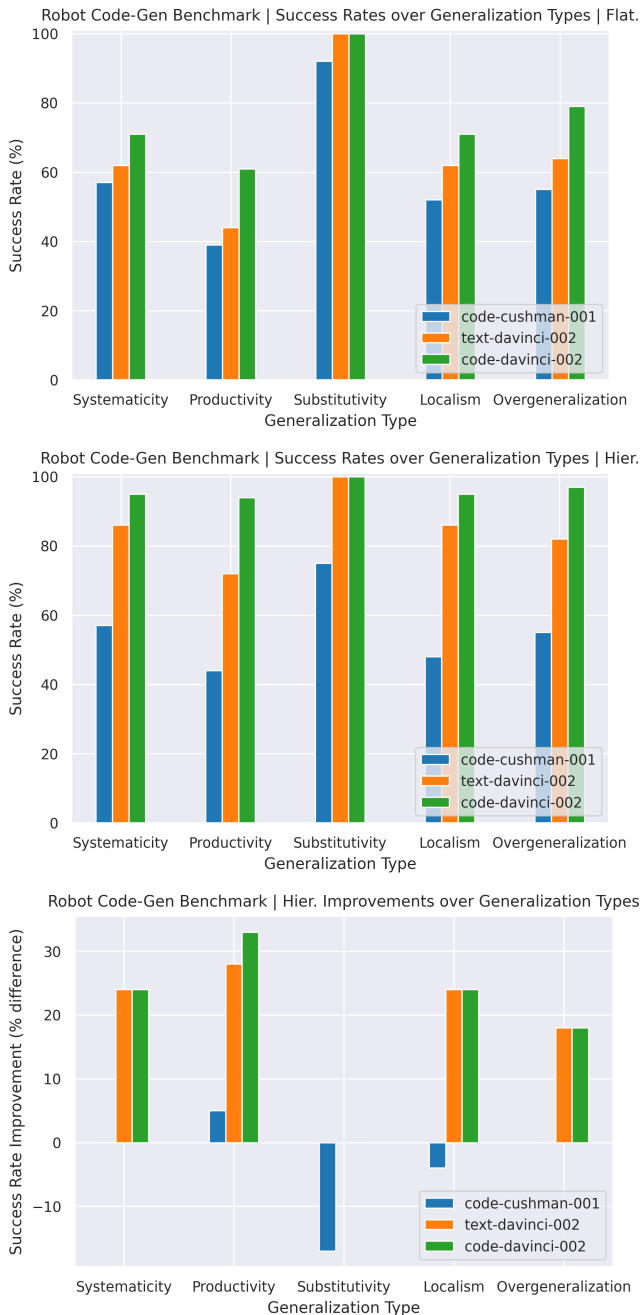 Robot Code-Gen Benchmark | Success Rates over Generalization Types | Flat.
100
80
60
40
20
0
Success Rate (%)
code-cushman-001
text-davinci-002
code-davinci-002
Systematicity Productivity Substitutivity Localism Overgeneralization
Generalization Type
Robot Code-Gen Benchmark | Success Rates over Generalization Types | Hier.
100
80
60
40
20
0
Success Rate (%)
code-cushman-001
text-davinci-002
code-davinci-002
Systematicity Productivity Substitutivity Localism Overgeneralization
Generalization Type
Robot Code-Gen Benchmark | Hier. Improvements over Generalization Types
30
20
10
0
−10
Success Rate Improvement (% difference)
code-cushman-001
text-davinci-002
code-davinci-002
Systematicity Productivity Substitutivity Localism Overgeneralization
Generalization Type